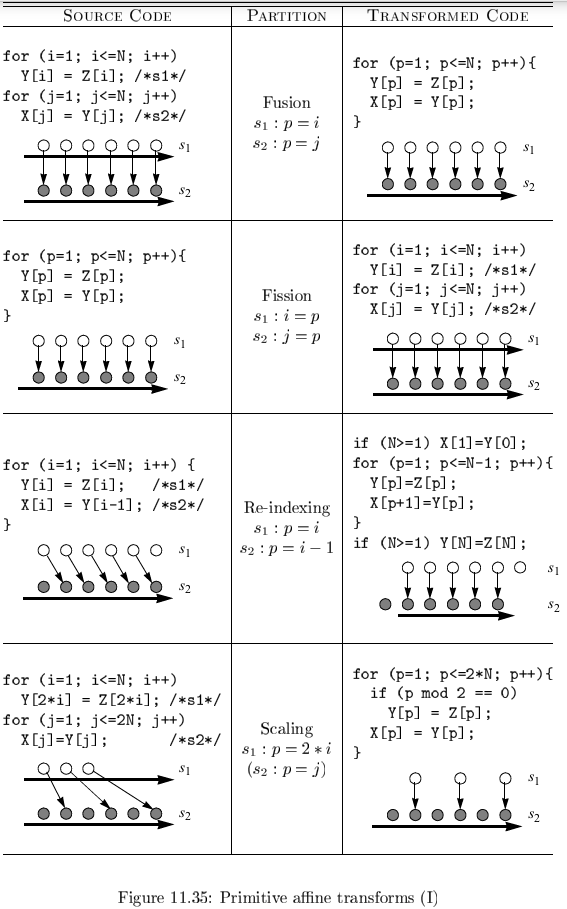 SOURCE CODE PARTITION TRANSFORMED CODE
for (i=1; i<=N; i++)
Y[i] = Z[i]; /*s1*/
for (j=1; j<=N; j++)
X[j] = Y[j]; /*s2*/
s1
s2
Fusion
s1 : p = i
s2 : p = j
for (p=1; p<=N; p++){
Y[p] = Z[p];
X[p] = Y[p];
}
s1
s2
for (p=1; p<=N; p++){
Y[p] = Z[p];
X[p] = Y[p];
}
s1
s2
Fission
s1 : i = p
s2 : j = p
for (i=1; i<=N; i++)
Y[i] = Z[i]; /*s1*/
for (j=1; j<=N; j++)
X[j] = Y[j]; /*s2*/
s1
s2
for (i=1; i<=N; i++) {
Y[i] = Z[i]; /*s1*/
X[i] = Y[i-1]; /*s2*/
}
s1
s2
Re-indexing
s1 : p = i
s2 : p = i − 1
if (N>=1) X[1]=Y[0];
for (p=1; p<=N-1; p++){
Y[p]=Z[p];
X[p+1]=Y[p];
}
if (N>=1) Y[N]=Z[N];
s1
s2
for (i=1; i<=N; i++)
Y[2*i] = Z[2*i]; /*s1*/
for (j=1; j<=2N; j++)
X[j]=Y[j]; /*s2*/
s1
s2
Scaling
s1 : p = 2 * i
(s2 : p = j)
for (p=1; p<=2*N; p++){
if (p mod 2 == 0)
Y[p] = Z[p];
X[p] = Y[p];
}
s1
s2
Figure 11.35: Primitive affine transforms (I)